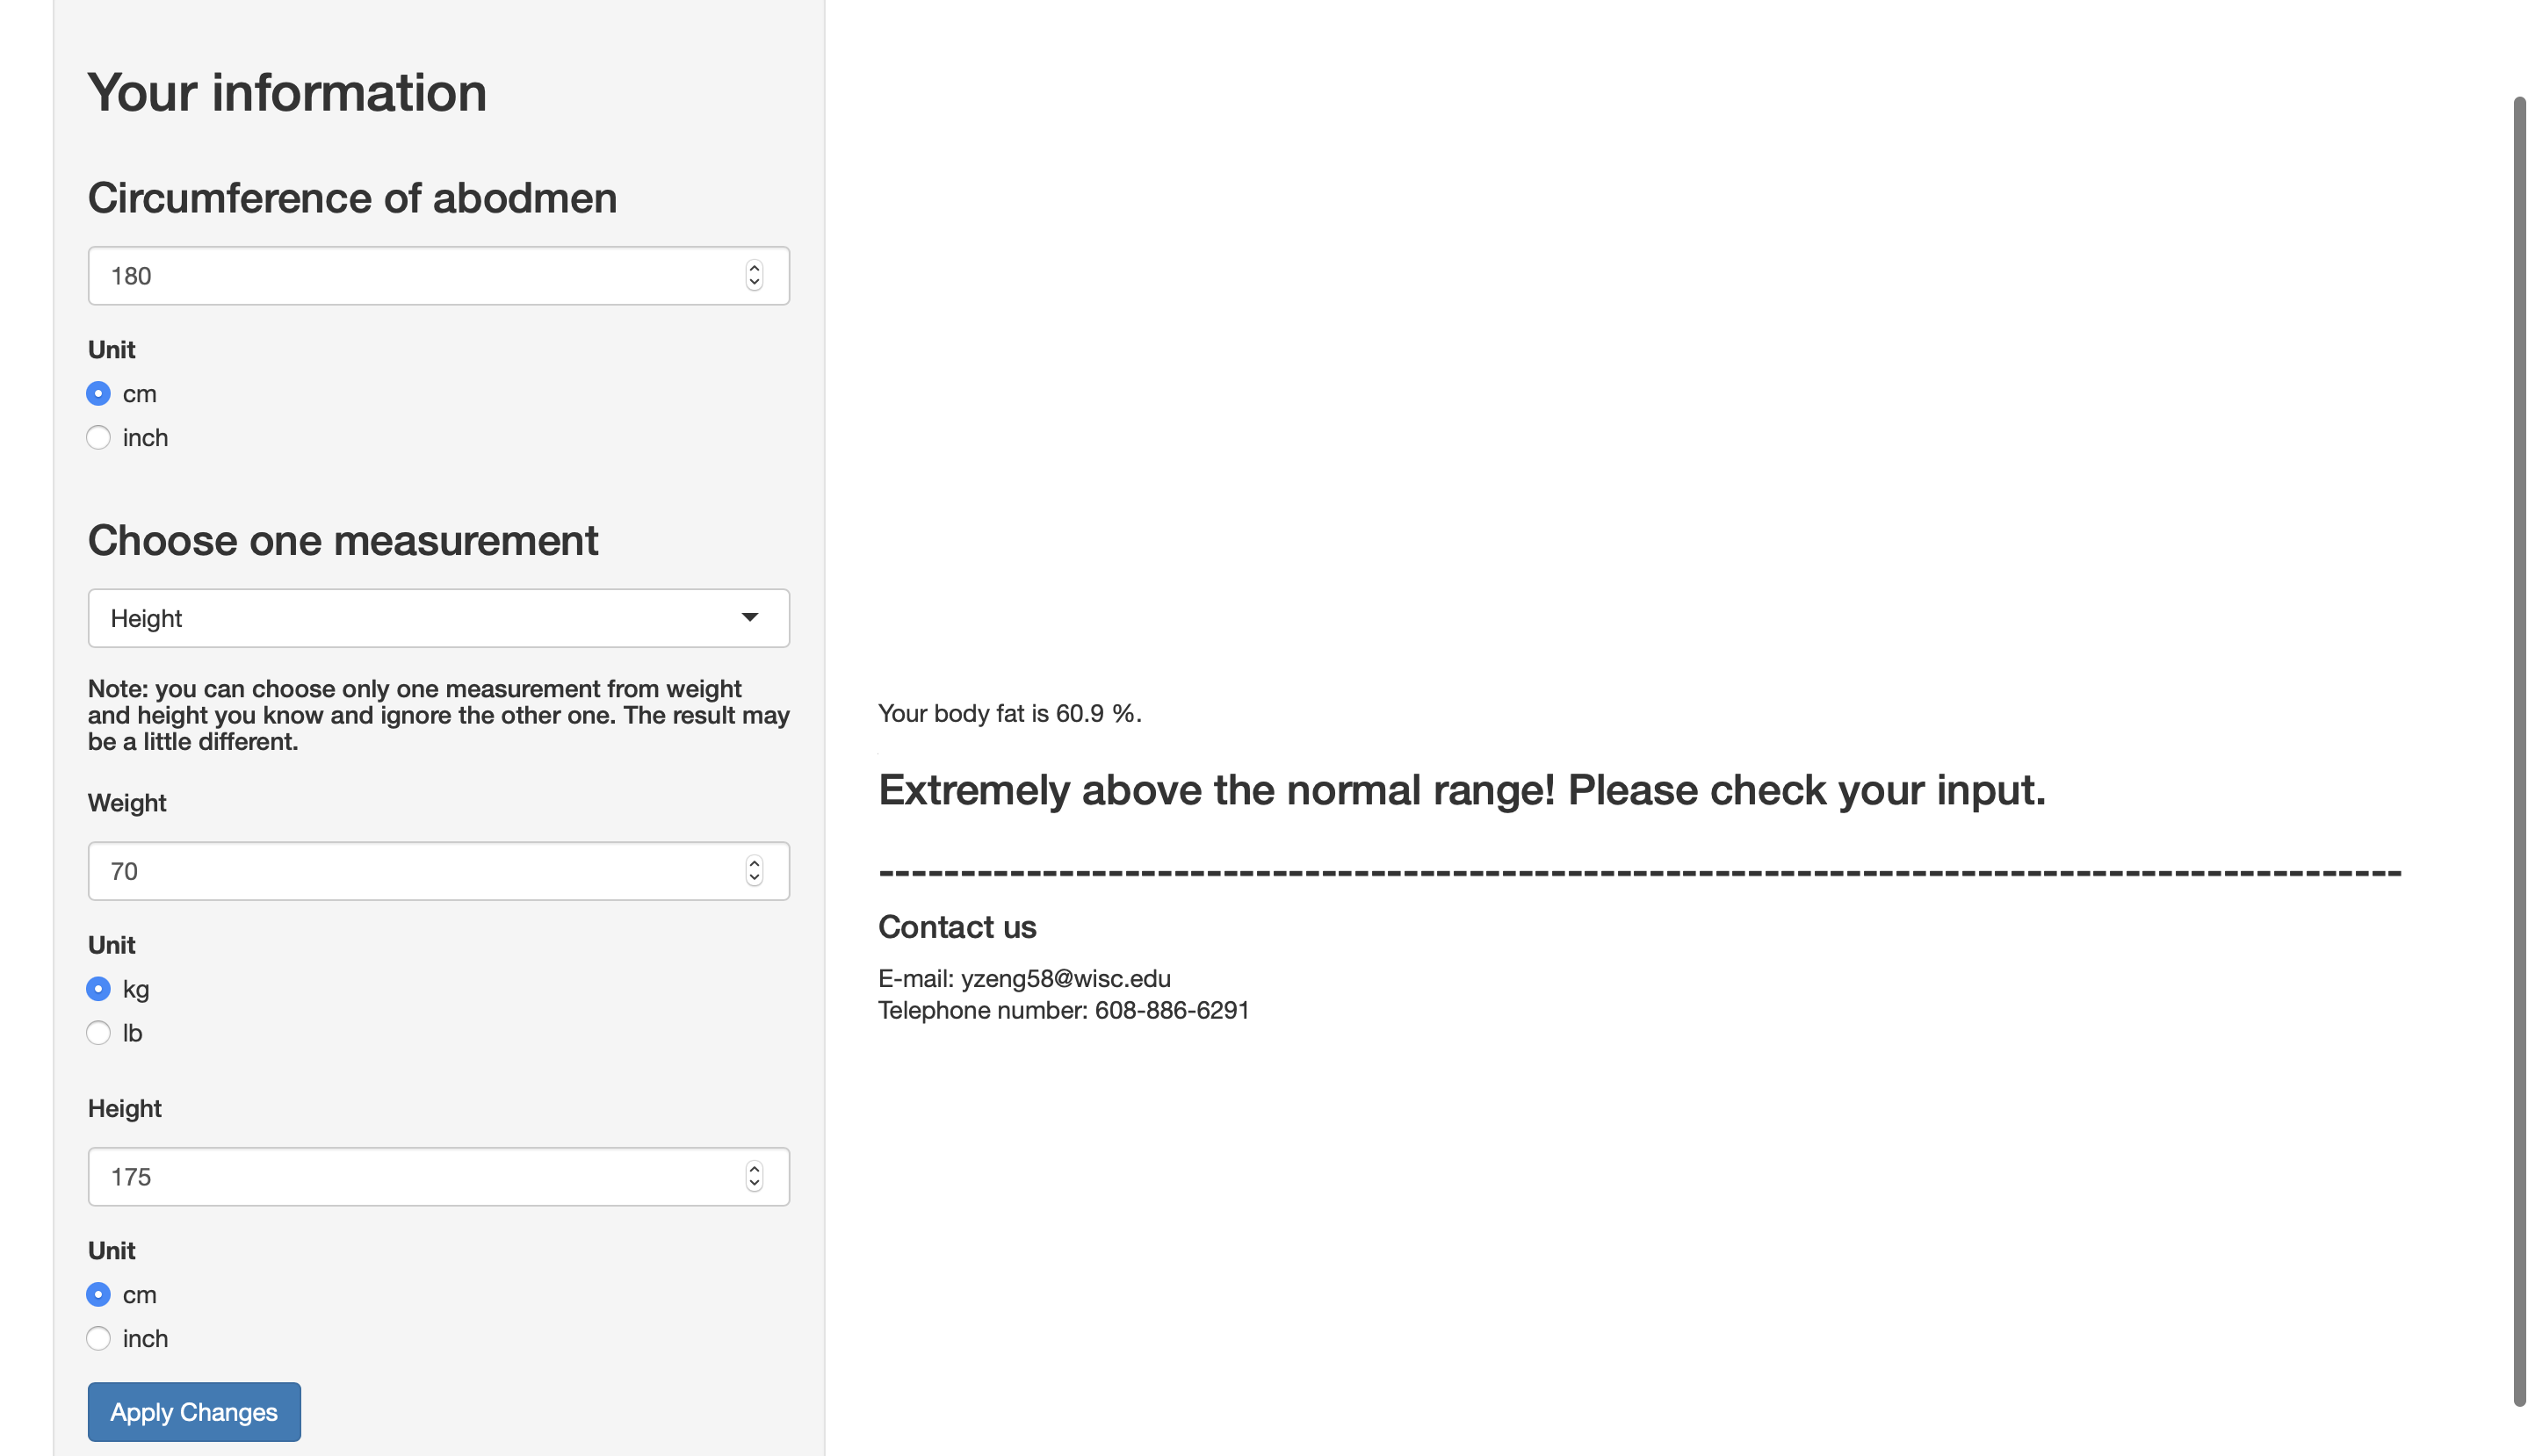 Your information
Circumference of abodmen
180
Unit
cm
inch
Choose one measurement
Height
Note: you can choose only one measurement from weight
and height you know and ignore the other one. The result may
be a little different.
Weight
70
Unit
kg
lb
Height
175
Unit
cm
inch
Apply Changes
Your body fat is 60.9 %.
Extremely above the normal range! Please check your input.
---------------------------------------------------------------------------------------------
Contact us
E-mail: yzeng58@wisc.edu
Telephone number: 608-886-6291